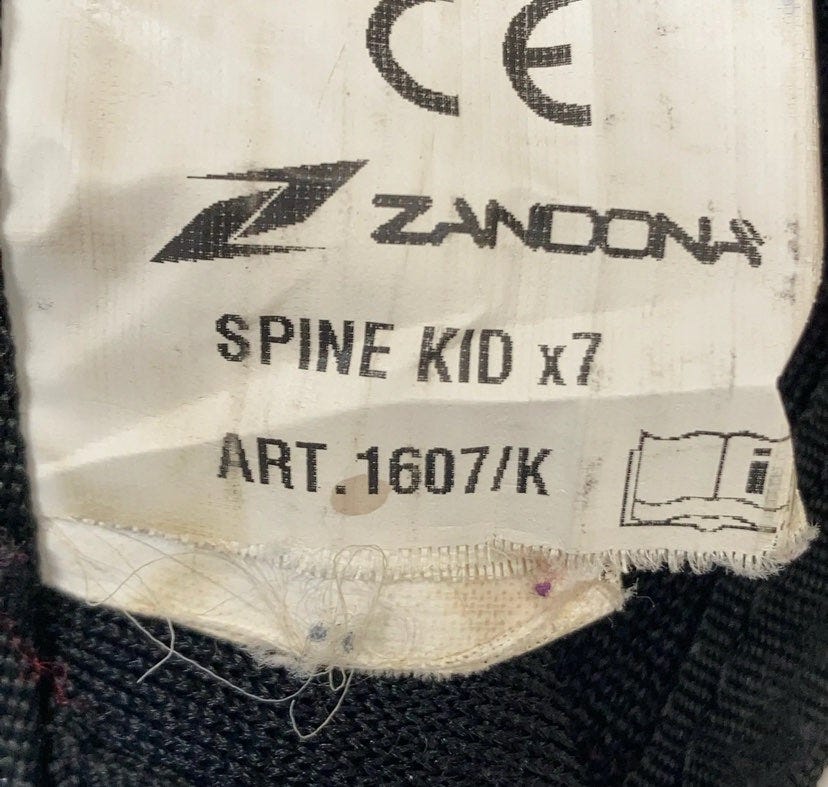 CE
ZANDONA
SPINE KID x7
ART.1607/K
i